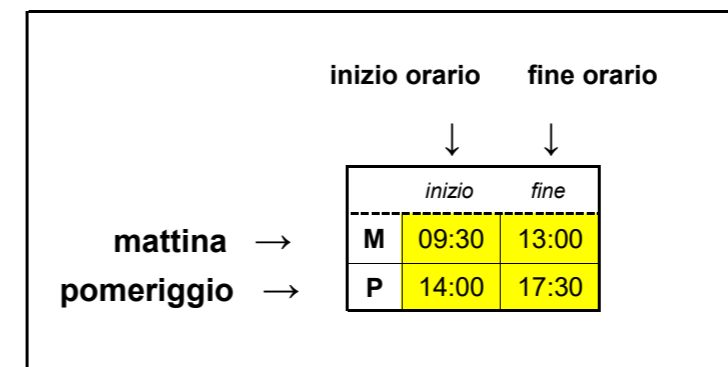 inizio orario fine orario
↓ ↓
inizio fine
mattina → M 09:30 13:00
pomeriggio → P 14:00 17:30